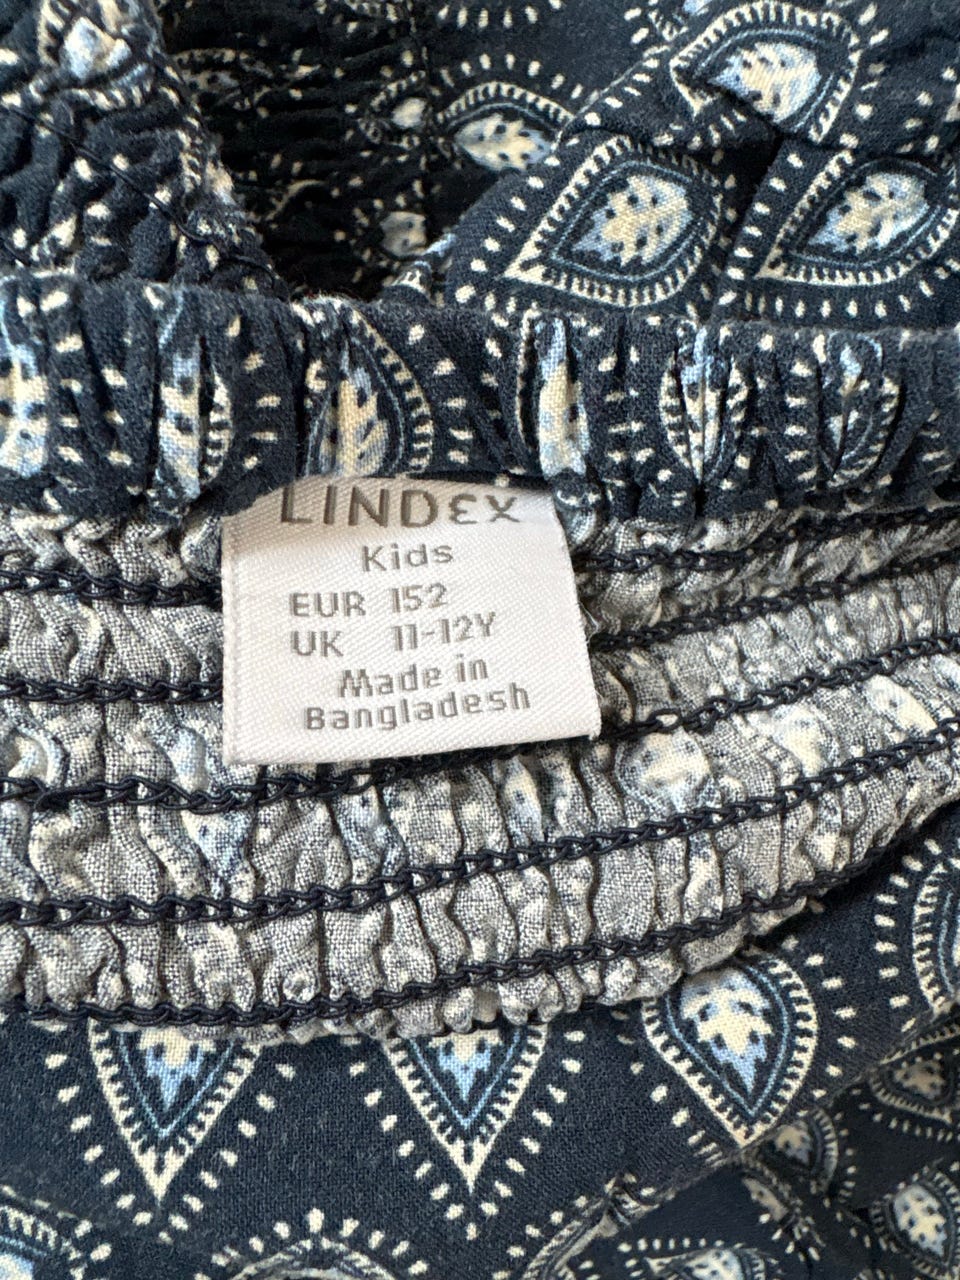 LINDEX
Kids
EUR 152
UK 11-12Y
Made in
Bangladesh